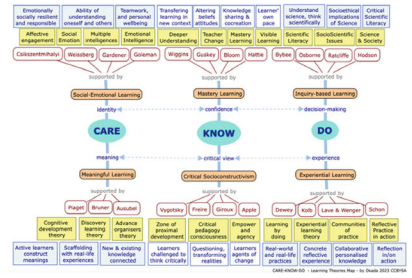 Emotionally socially resilient and responsible
Ability of understanding oneself and others
Teamwork, and personal wellbeing
Transferring learning in new context
Altering beliefs attitudes
Knowledge sharing & cocreation
Learner' own pace
Understand science, think scientifically
Socioethical implications of Science
Critical Scientific Literacy
Affective engagement
Social Emotion
Multiple intelligences
Emotional Intelligence
Deeper Understanding
Teacher Change
Mastery Learning
Visible Learning
Scientific Literacy
SocioScientific Issues
Science & Society
Csikszentmihalyi
Weissberg
Gardener
Goleman
Wiggins
Guskey
Bloom
Hattie
Bybee
Osborne
Ratcliffe
Hodson
supported by
supported by
supported by
Social-Emotional Learning
Mastery Learning
Inquiry-based Learning
identity
confidence
decision-making
CARE
KNOW
DO
meaning
critical view
experience
Meaningful Learning
Critical Socioconstructivism
Experiential Learning
supported by
supported by
supported by
Piaget
Bruner
Ausubel
Vygotsky
Freire
Giroux
Apple
Dewey
Kolb
Lave & Wenger
Schon
Cognitive development theory
Discovery learning theory
Advance organisers theory
Zone of proximal development
Critical pedagogy consciousness
Empower and agency
Learning by doing
Experiential learning theory
Communities of practice
Reflective Practice in action
Active learners construct meanings
Scaffolding with real-life experiences
New & existing knowledge connected
Learners challenged to think critically
Questioning, transforming realities
Learners agents of change
Real-world and real-life practices
Concrete reflective experience
Collaborative personalised knowledge
Reflection in/on action
CARE-KNOW-DO - Learning Theories Map - by Okada 2023 CCBYSA